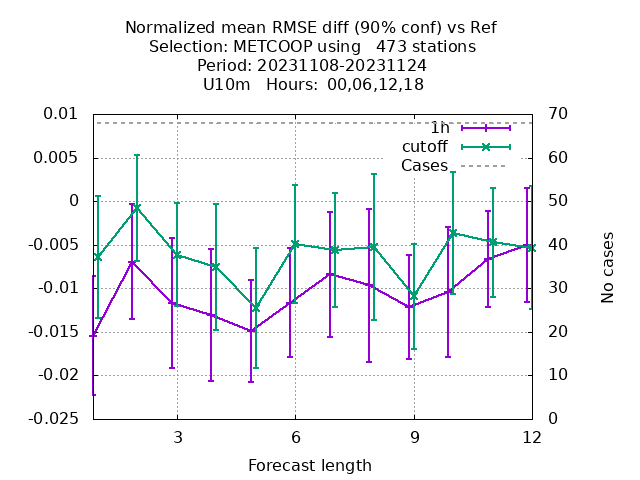 Normalized mean RMSE diff (90% conf) vs Ref
Selection: METCOOP using   473 stations
Period: 20231108-20231124
U10m   Hours:  00,06,12,18
0.01
0.005
0
-0.005
-0.01
-0.015
-0.02
-0.025
70
60
50
40
30
20
10
0
1h
cutoff
Cases
No cases
3
6
9
12
Forecast length